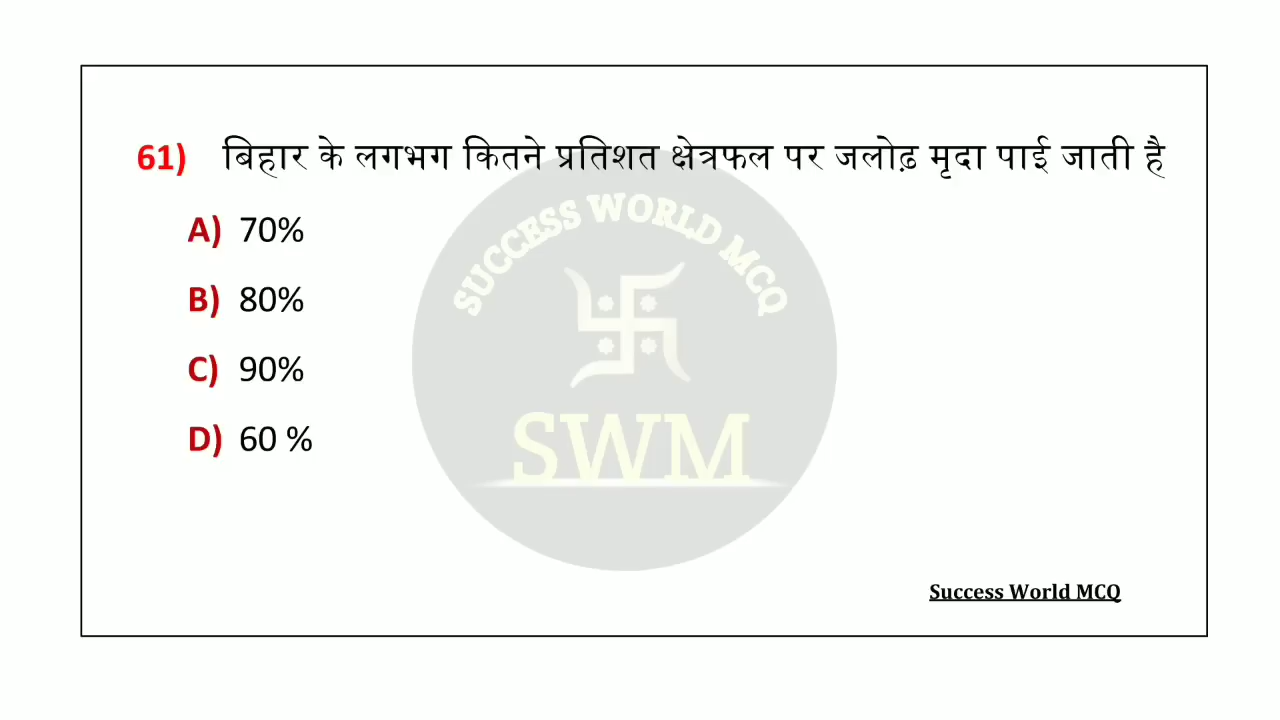 61) बिहार के लगभग कितने प्रतिशत क्षेत्रफल पर जलोढ़ मृदा पाई जाती है
A) 70%
B) 80%
C) 90%
D) 60 %
SUCCESS WORLD MCQ
SWM
Success World MCQ